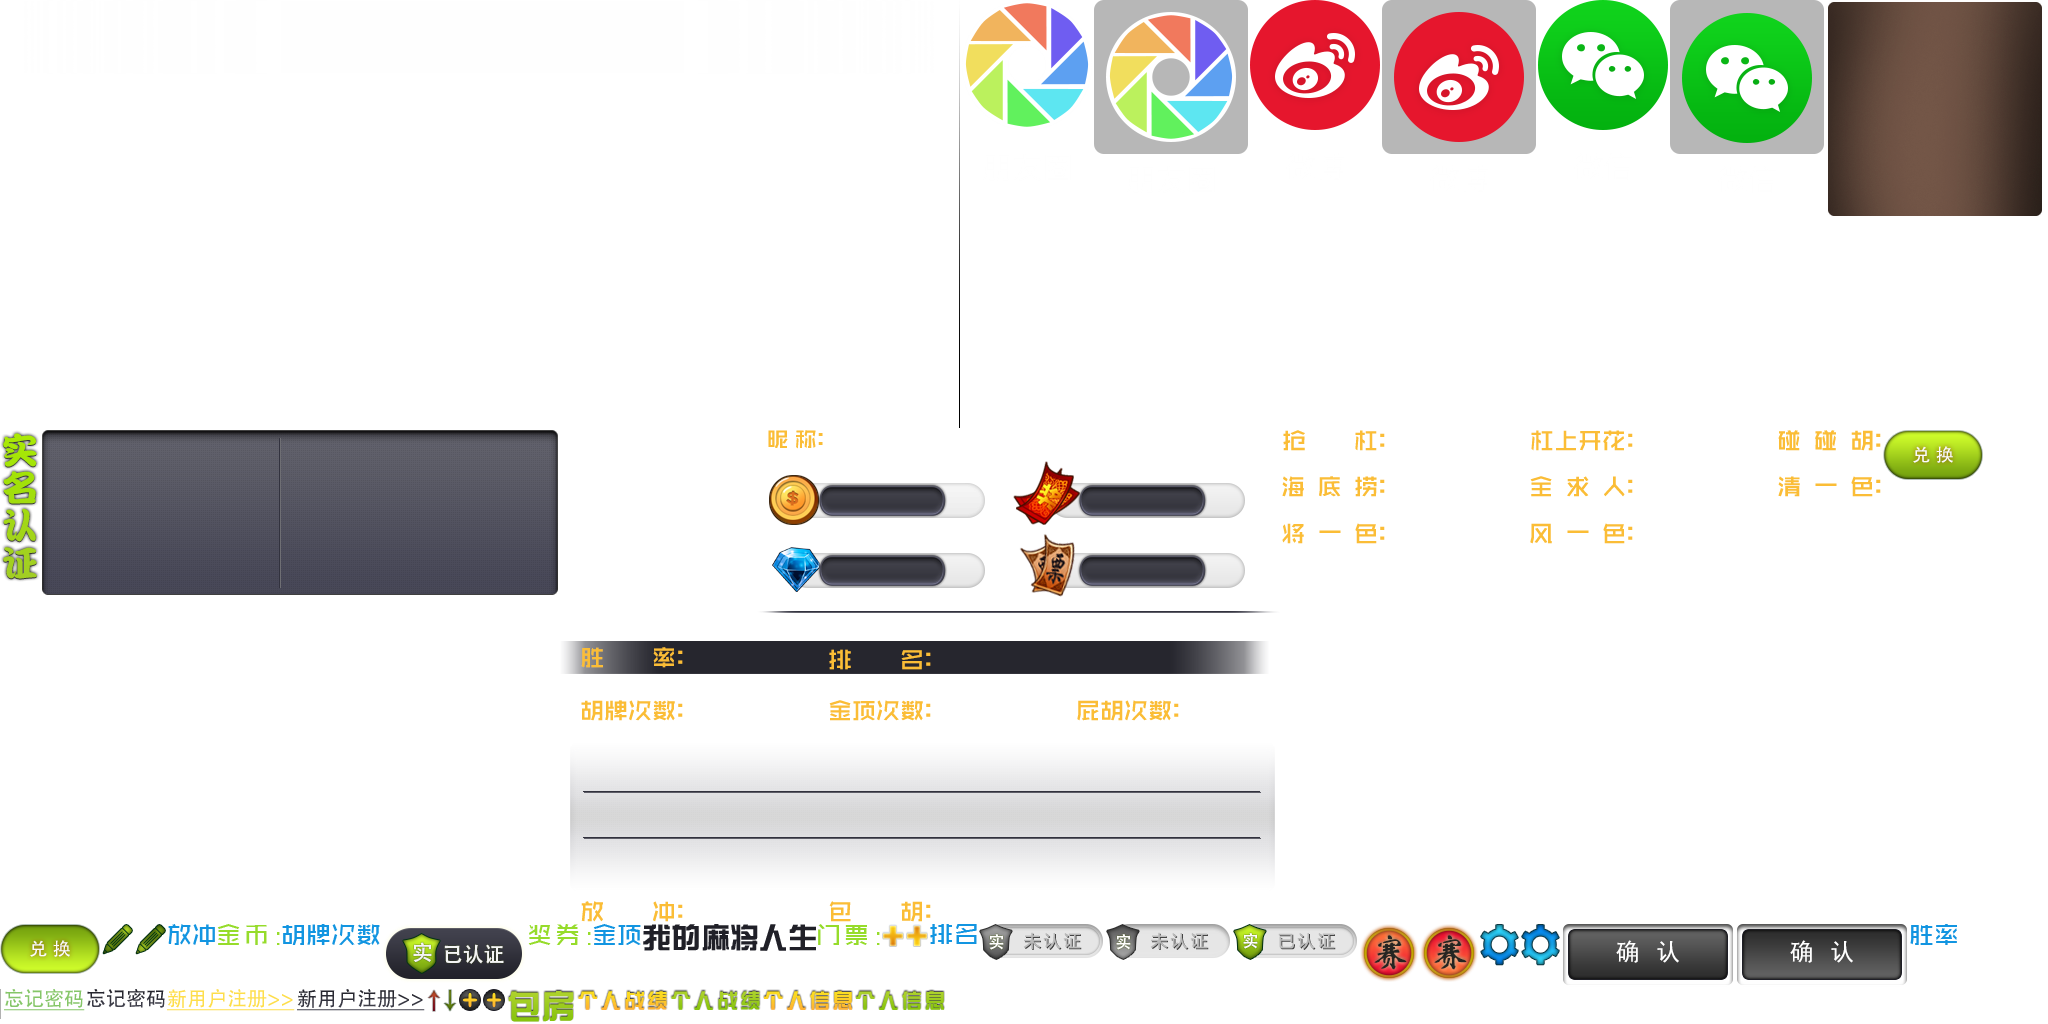 实名认证
昵 称:
抢 杠:
杠上开花:
碰 碰 胡:
兑 换
海 底 捞:
全 求 人:
清 一 色:
将 一 色:
风 一 色:
票
胜 率:
排 名:
胡牌次数:
金顶次数:
屁胡次数:
放 冲:
包 胡:
兑 换
放冲
金 币 :
胡牌次数
实 已认证
奖 券 :
金顶
我的麻将人生
门 票 :
排名
实 未认证
实 未认证
实 已认证
赛
赛
确 认
确 认
胜率
忘记密码
忘记密码
新用户注册>>
新用户注册>>
包房
个人战绩
个人战绩
个人信息
个人信息